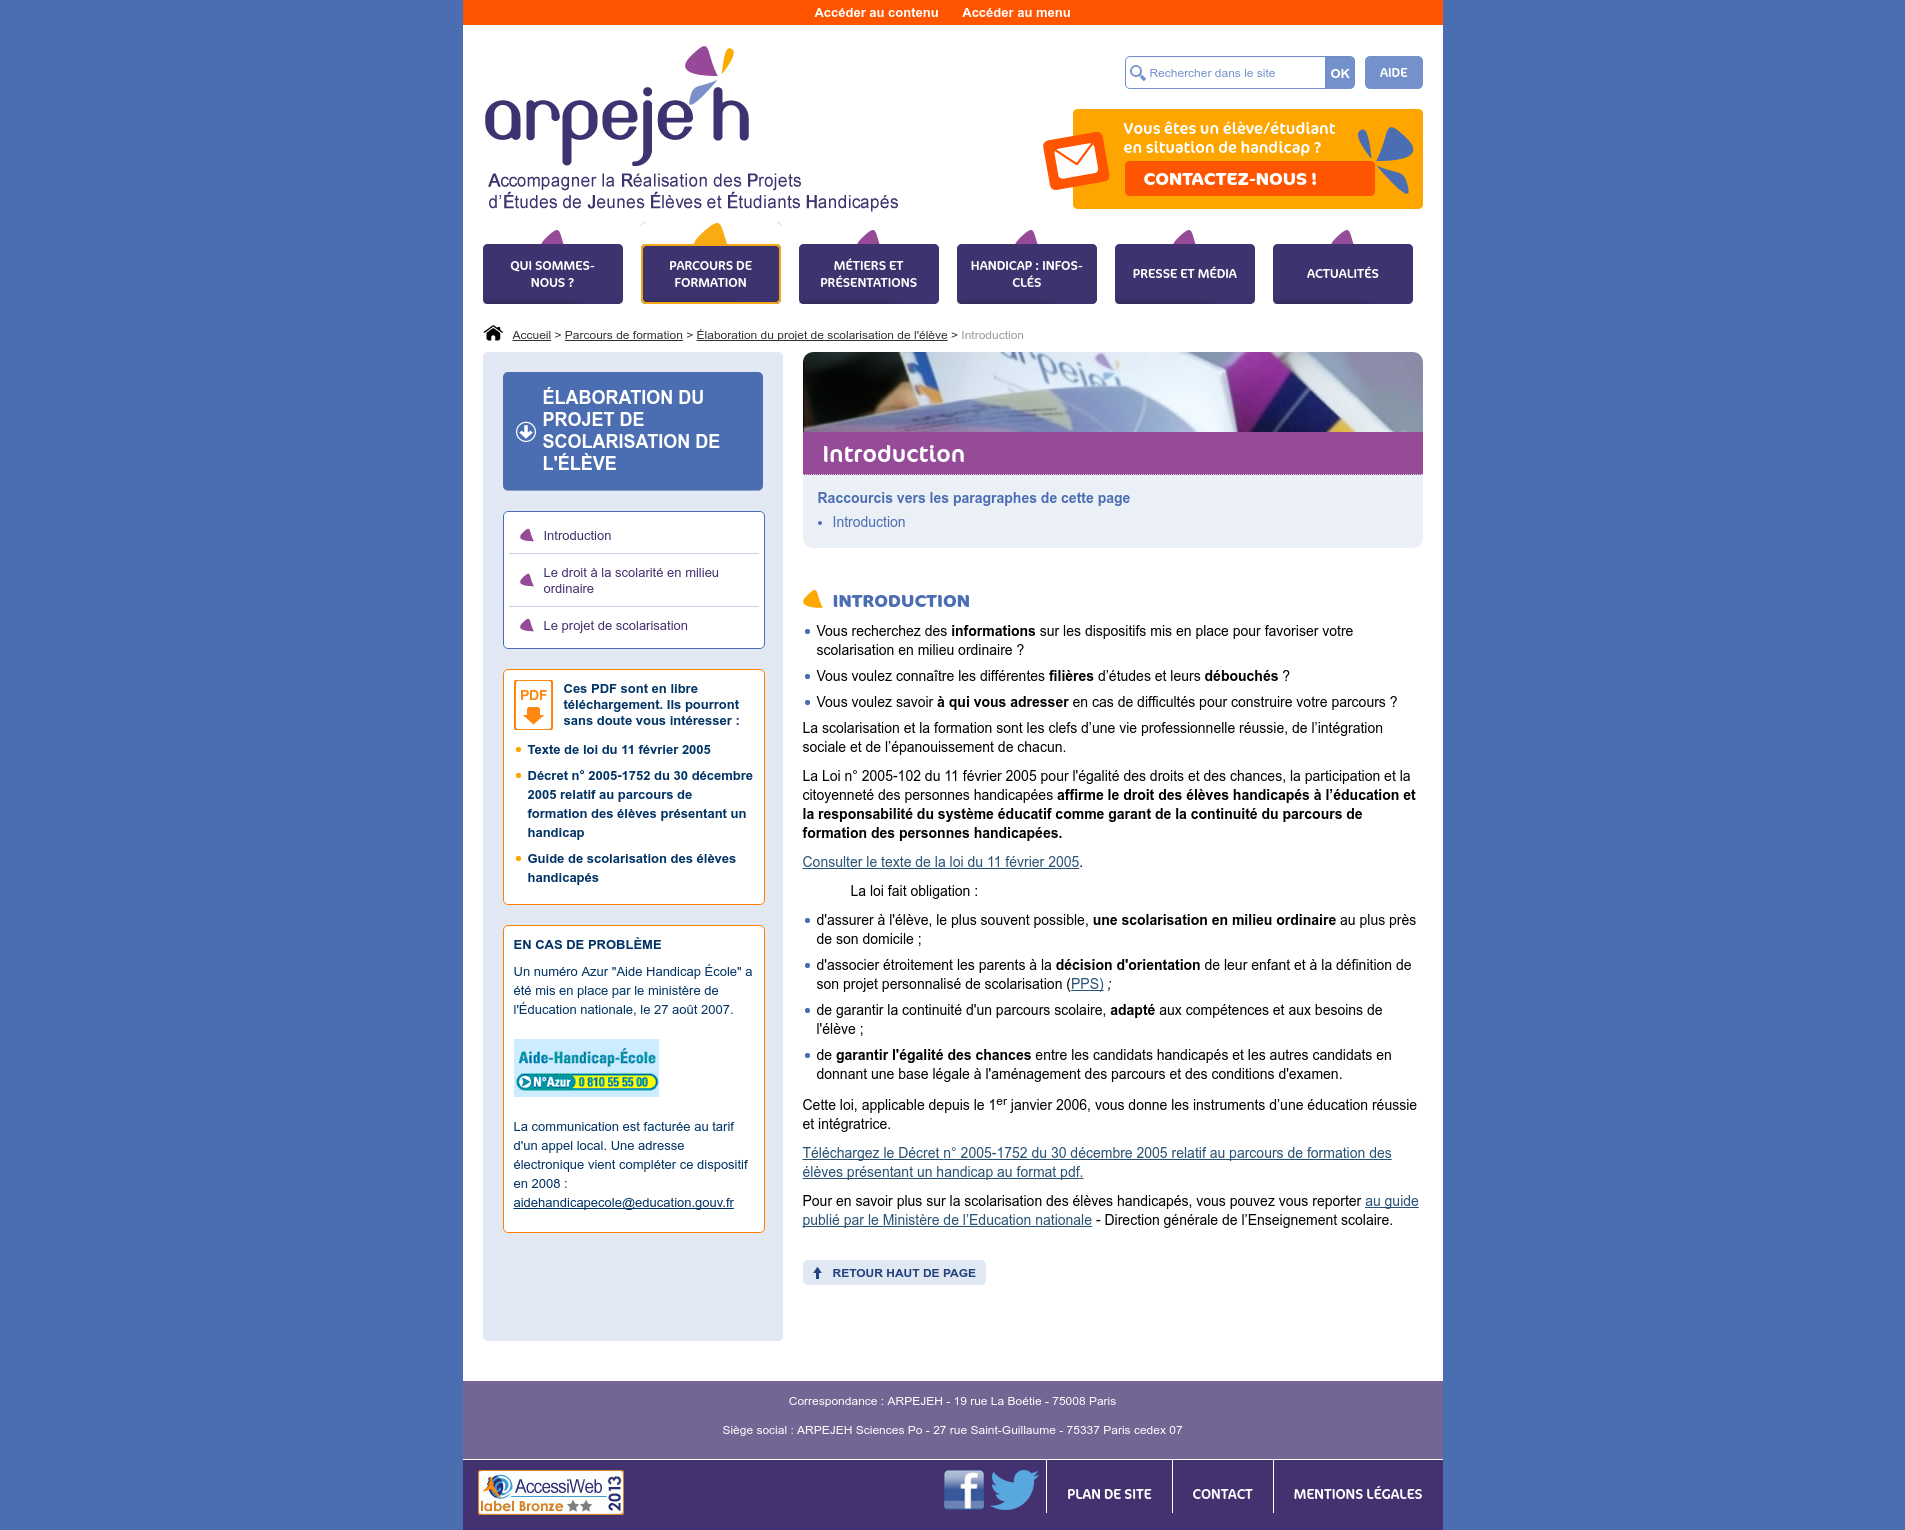 Accéder au contenu Accéder au menu
arpeje'h
Accompagner la Réalisation des Projets
d'Études de Jeunes Élèves et Étudiants Handicapés
Rechercher dans le site OK AIDE
Vous êtes un élève/étudiant
en situation de handicap ?
CONTACTEZ-NOUS !
QUI SOMMES-
NOUS ?
PARCOURS DE
FORMATION
MÉTIERS ET
PRÉSENTATIONS
HANDICAP : INFOS-
CLÉS
PRESSE ET MÉDIA
ACTUALITÉS
Accueil > Parcours de formation > Élaboration du projet de scolarisation de l'élève > Introduction
ÉLABORATION DU
PROJET DE
SCOLARISATION DE
L'ÉLÈVE
Introduction
Le droit à la scolarité en milieu
ordinaire
Le projet de scolarisation
PDF
Ces PDF sont en libre
téléchargement. Ils pourront
sans doute vous intéresser :
Texte de loi du 11 février 2005
Décret n° 2005-1752 du 30 décembre
2005 relatif au parcours de
formation des élèves présentant un
handicap
Guide de scolarisation des élèves
handicapés
EN CAS DE PROBLÈME
Un numéro Azur "Aide Handicap École" a
été mis en place par le ministère de
l'Éducation nationale, le 27 août 2007.
Aide-Handicap-École
N°Azur 0 810 55 55 00
La communication est facturée au tarif
d'un appel local. Une adresse
électronique vient compléter ce dispositif
en 2008 :
aidehandicapecole@education.gouv.fr
Introduction
Raccourcis vers les paragraphes de cette page
Introduction
INTRODUCTION
Vous recherchez des informations sur les dispositifs mis en place pour favoriser votre
scolarisation en milieu ordinaire ?
Vous voulez connaître les différentes filières d’études et leurs débouchés ?
Vous voulez savoir à qui vous adresser en cas de difficultés pour construire votre parcours ?
La scolarisation et la formation sont les clefs d’une vie professionnelle réussie, de l’intégration
sociale et de l’épanouissement de chacun.
La Loi n° 2005-102 du 11 février 2005 pour l'égalité des droits et des chances, la participation et la
citoyenneté des personnes handicapées affirme le droit des élèves handicapés à l’éducation et
la responsabilité du système éducatif comme garant de la continuité du parcours de
formation des personnes handicapées.
Consulter le texte de la loi du 11 février 2005.
La loi fait obligation :
d'assurer à l'élève, le plus souvent possible, une scolarisation en milieu ordinaire au plus près
de son domicile ;
d'associer étroitement les parents à la décision d'orientation de leur enfant et à la définition de
son projet personnalisé de scolarisation (PPS) ;
de garantir la continuité d'un parcours scolaire, adapté aux compétences et aux besoins de
l'élève ;
de garantir l'égalité des chances entre les candidats handicapés et les autres candidats en
donnant une base légale à l'aménagement des parcours et des conditions d'examen.
Cette loi, applicable depuis le 1er janvier 2006, vous donne les instruments d’une éducation réussie
et intégratrice.
Téléchargez le Décret n° 2005-1752 du 30 décembre 2005 relatif au parcours de formation des
élèves présentant un handicap au format pdf.
Pour en savoir plus sur la scolarisation des élèves handicapés, vous pouvez vous reporter au guide
publié par le Ministère de l’Education nationale - Direction générale de l’Enseignement scolaire.
RETOUR HAUT DE PAGE
Correspondance : ARPEJEH - 19 rue La Boétie - 75008 Paris
Siège social : ARPEJEH Sciences Po - 27 rue Saint-Guillaume - 75337 Paris cedex 07
AccessiWeb
label Bronze
2013
PLAN DE SITE CONTACT MENTIONS LÉGALES